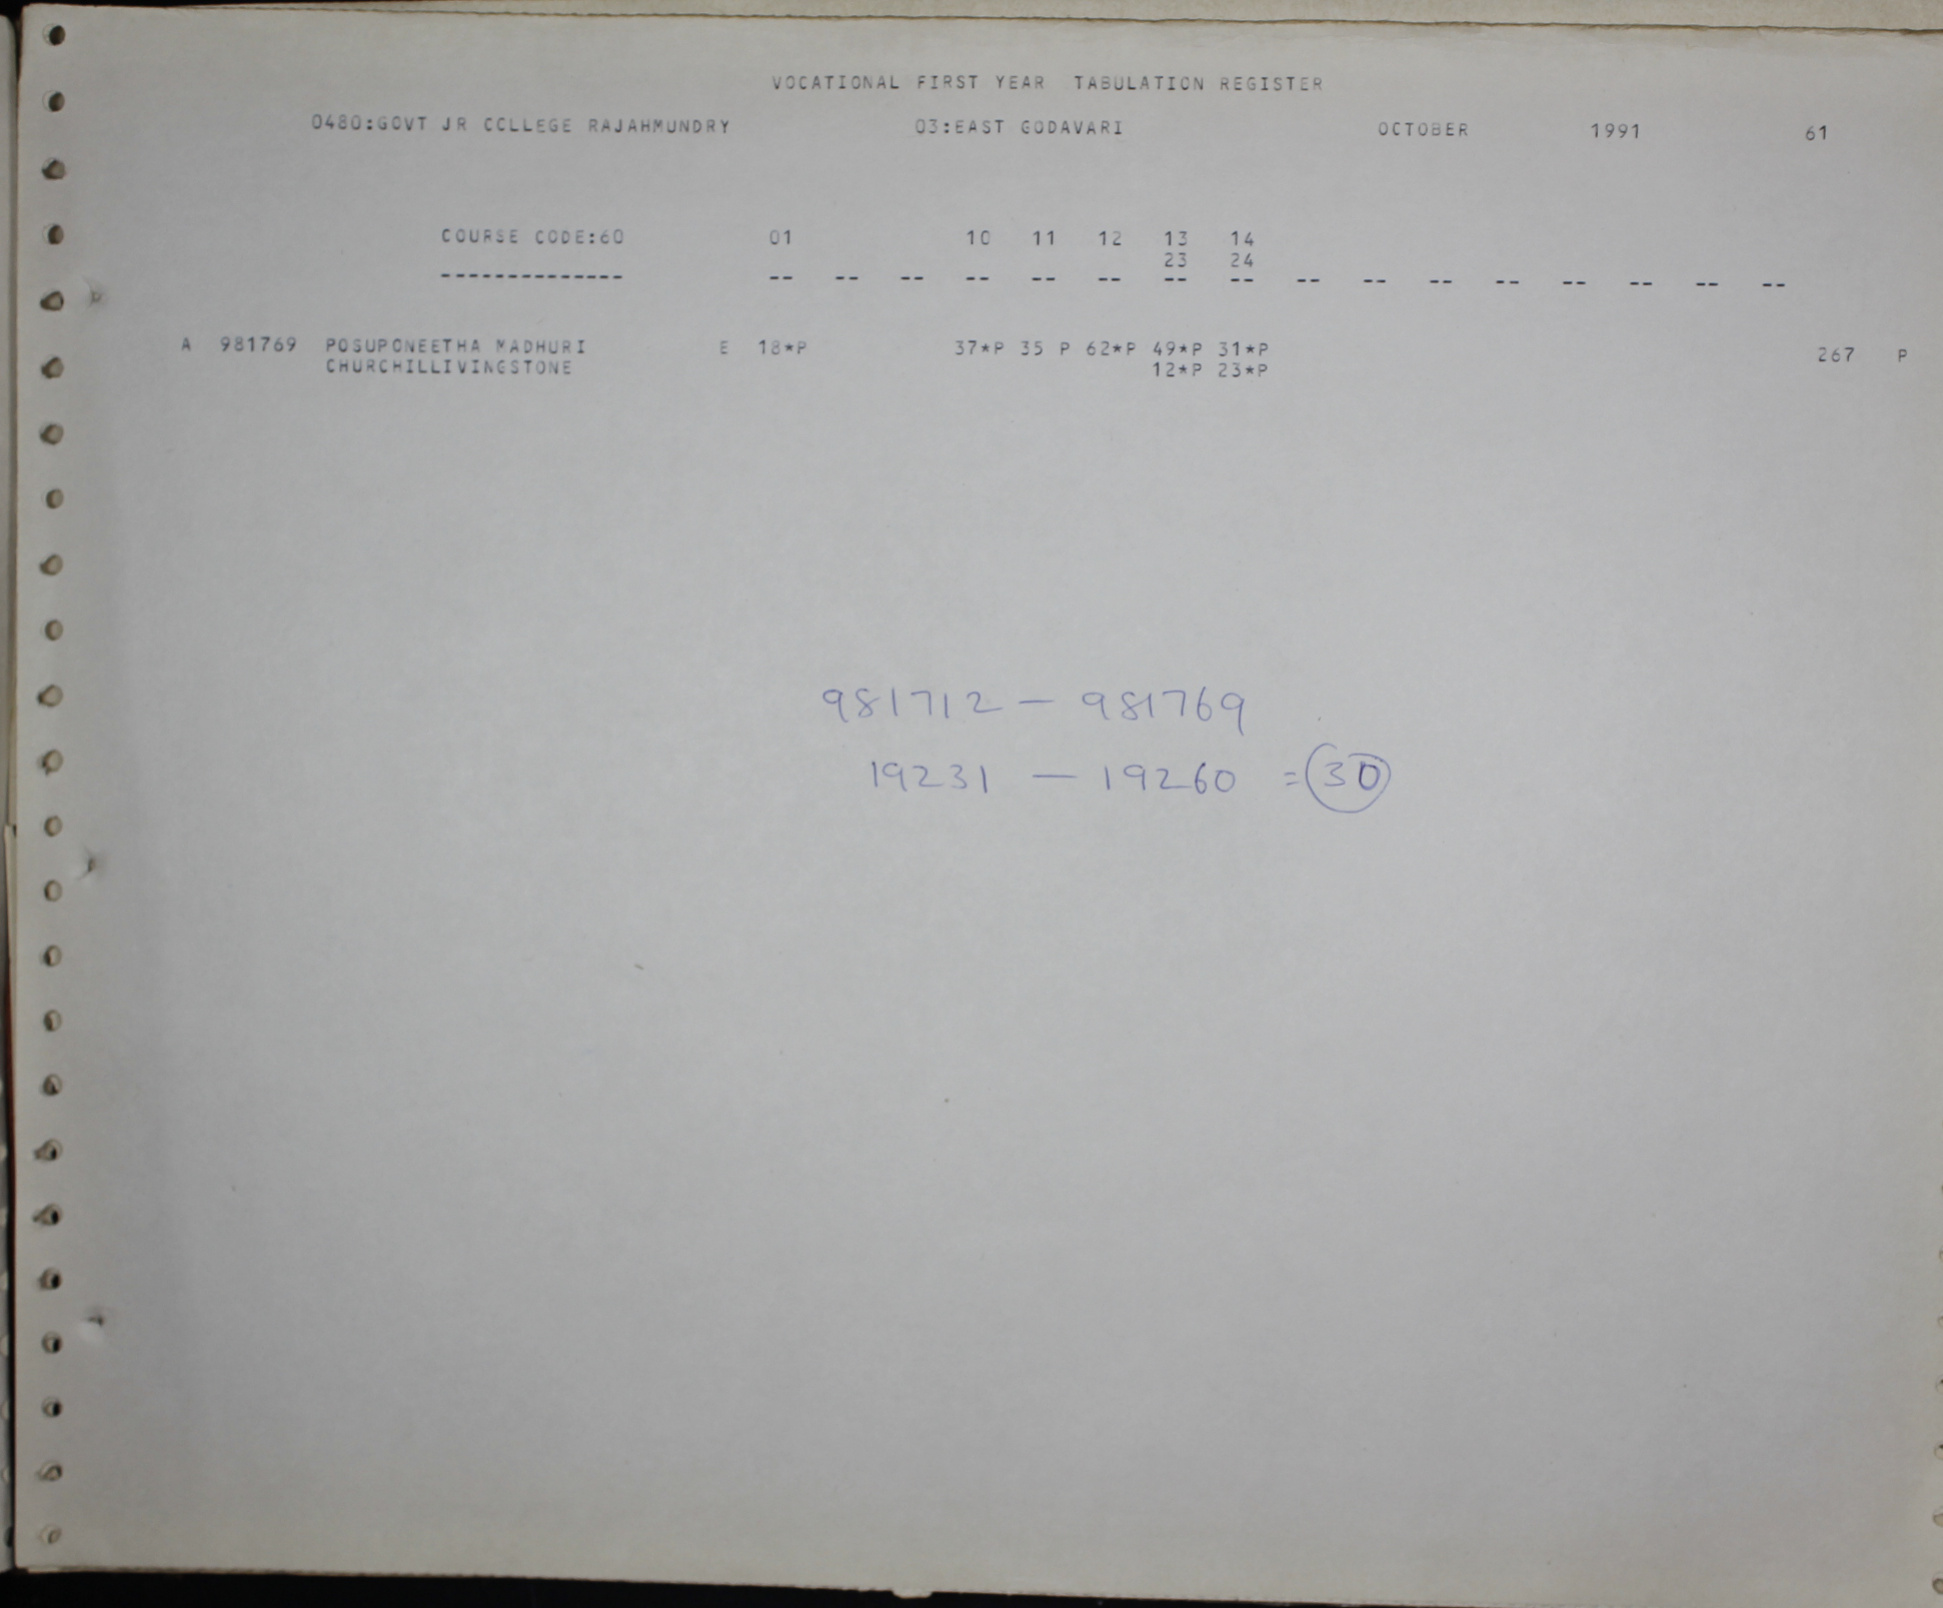 VOCATIONAL FIRST YEAR TABULATION REGISTER
0480:GOVT JR CCLLEGE RAJAHMUNDRY 03:EAST GODAVARI OCTOBER 1991 61
COURSE CODE:60 01 10 11 12 13 14
23 24
-------------- -- -- -- -- -- -- -- -- -- -- -- -- -- -- -- --
A 981769 POSUPONEETHA MADHURI E 18*P 37*P 35 P 62*P 49*P 31*P 267 P
CHURCHILLIVINGSTONE 12*P 23*P
981712 — 981769
19231 — 19260 = 30